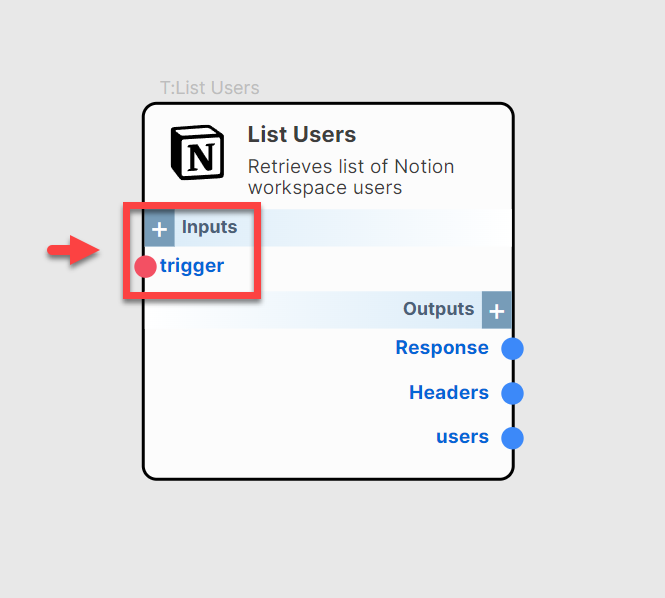 T:List Users
N
List Users
Retrieves list of Notion
workspace users
+ Inputs
trigger
Outputs +
Response
Headers
users